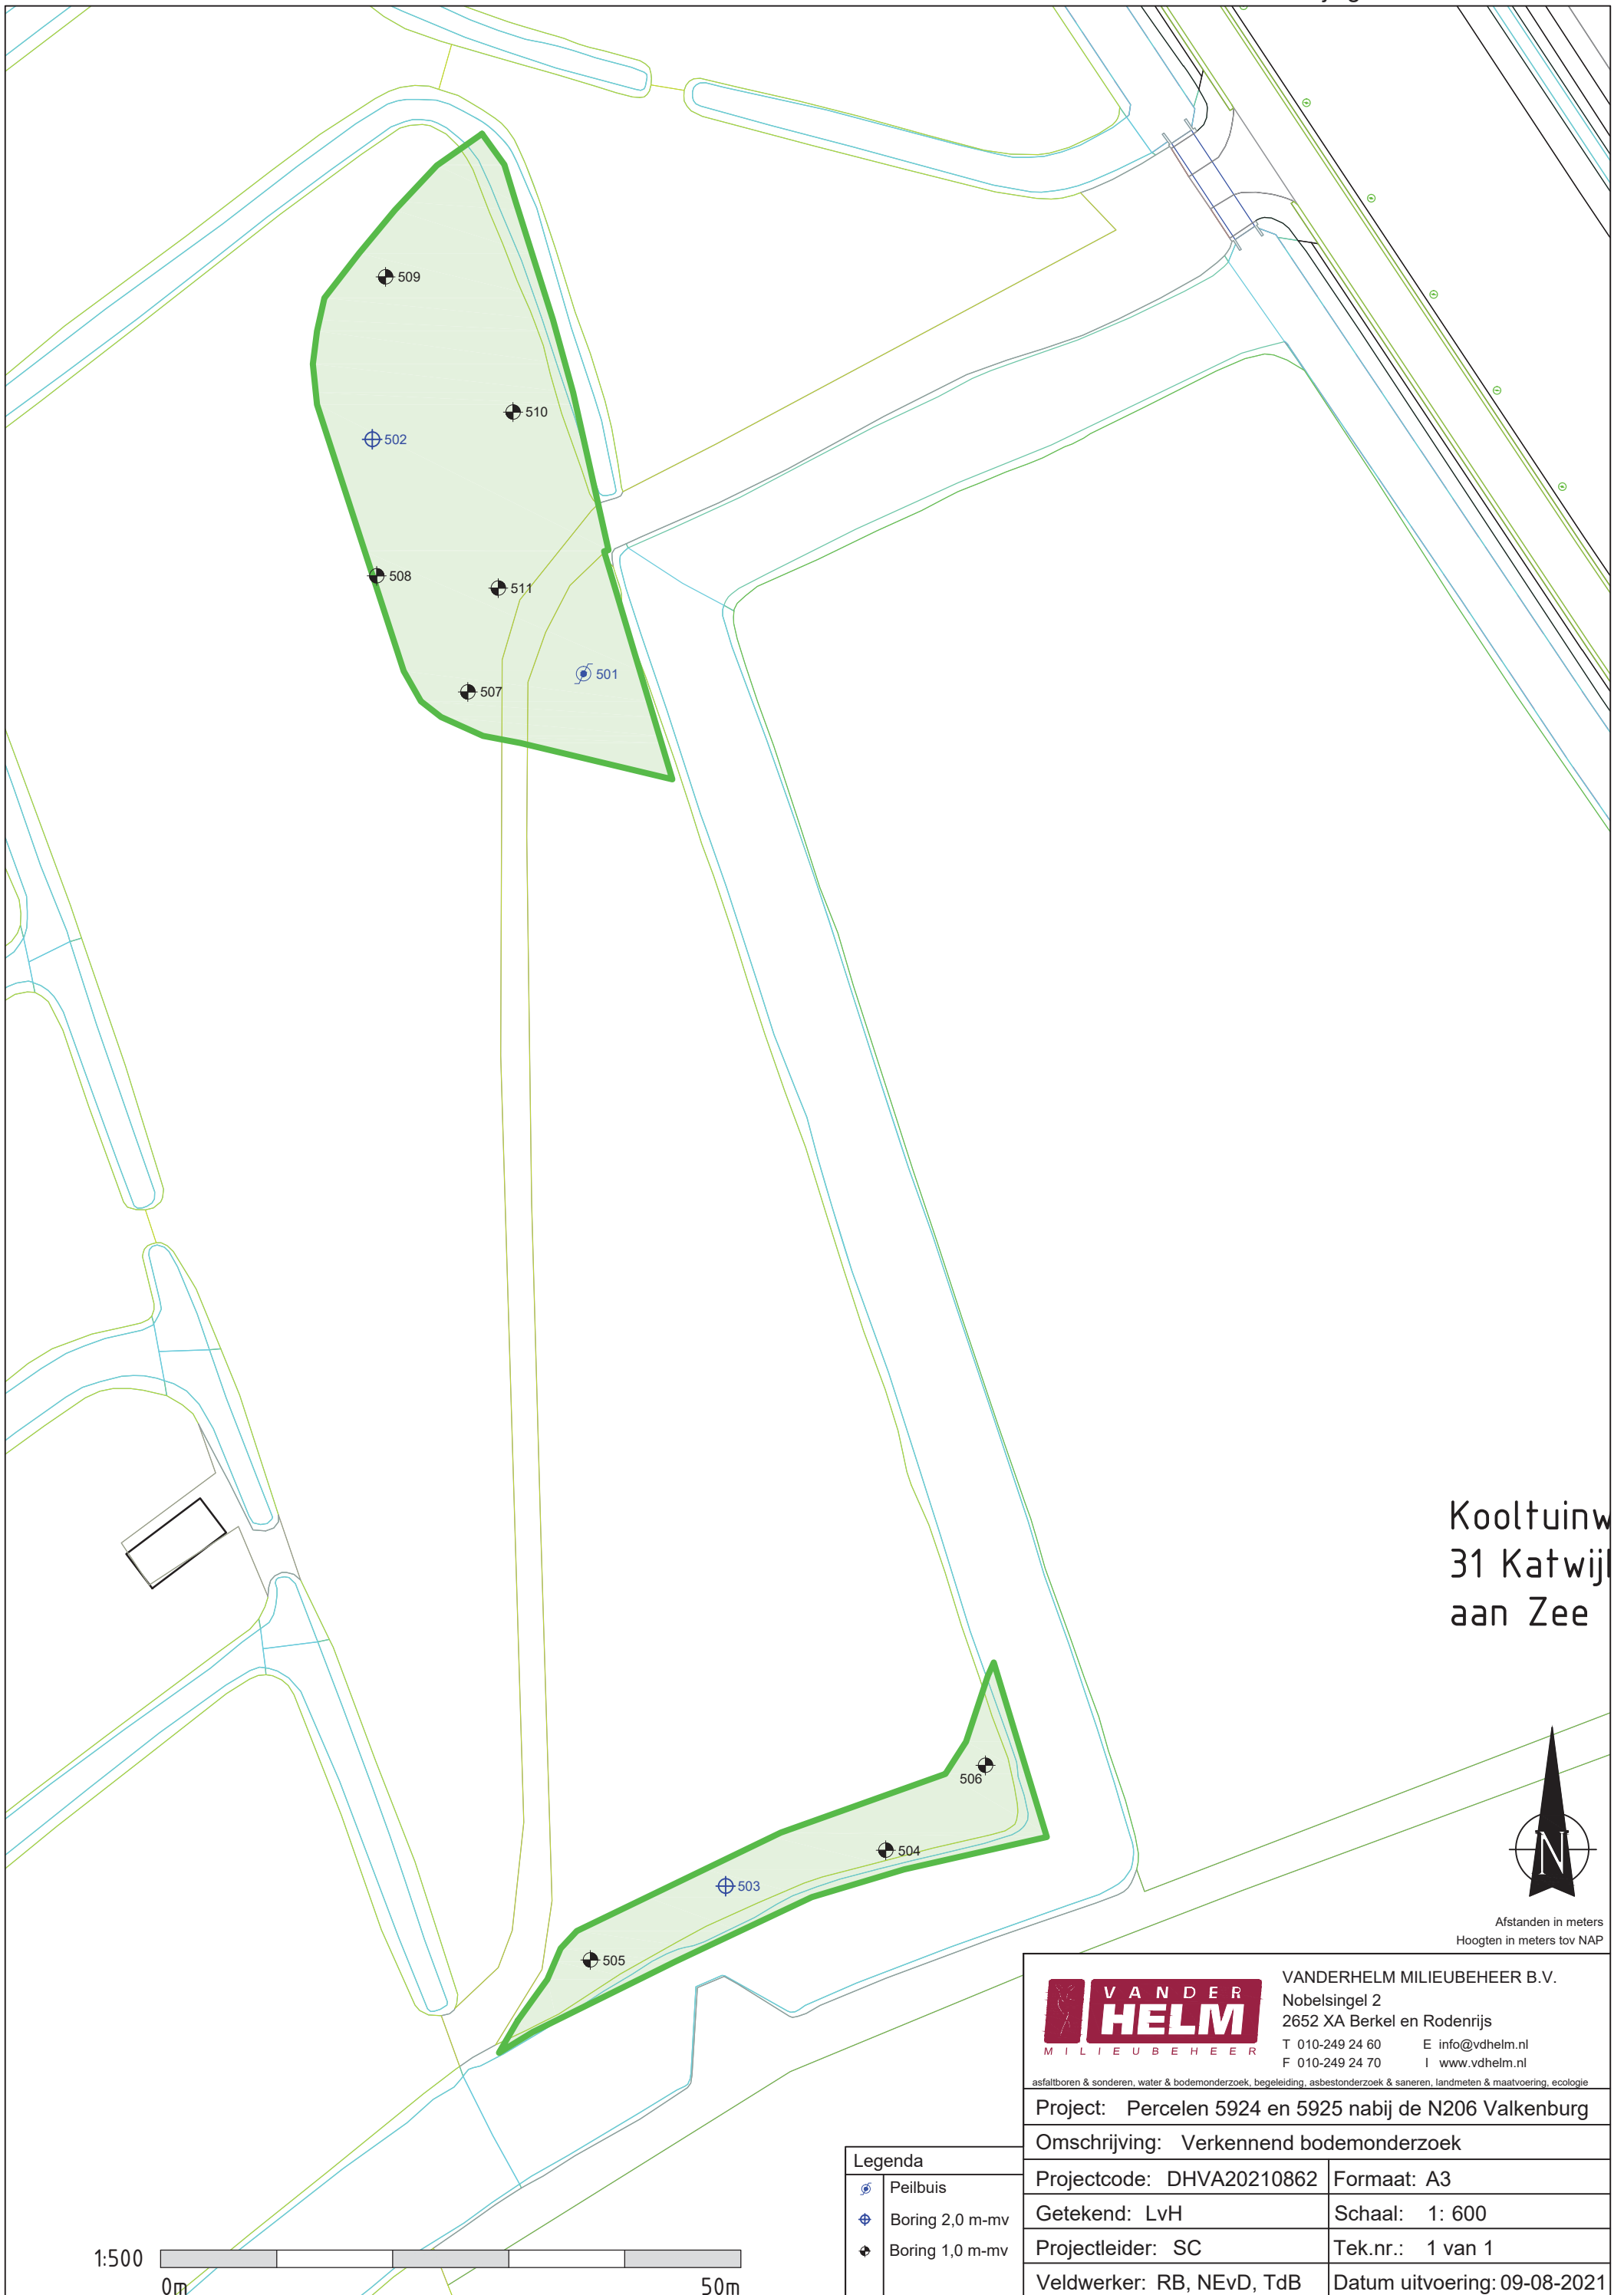 509
510
502
508
511
501
507
Kooltuinw
31 Katwijk
aan Zee
506
504
503
505
N
Afstanden in meters
Hoogten in meters tov NAP
VANDER
HELM
MILIEUBEHEER
VANDERHELM MILIEUBEHEER B.V.
Nobelsingel 2
2652 XA Berkel en Rodenrijs
T 010-249 24 60 E info@vdhelm.nl
F 010-249 24 70 I www.vdhelm.nl
asfaltboren & sonderen, water & bodemonderzoek, begeleiding, asbestonderzoek & saneren, landmeten & maatvoering, ecologie
Project: Percelen 5924 en 5925 nabij de N206 Valkenburg
Omschrijving: Verkennend bodemonderzoek
Projectcode: DHVA20210862 Formaat: A3
Getekend: LvH Schaal: 1: 600
Projectleider: SC Tek.nr.: 1 van 1
Veldwerker: RB, NEvD, TdB Datum uitvoering: 09-08-2021
Legenda
Peilbuis
Boring 2,0 m-mv
Boring 1,0 m-mv
1:500
0m 50m